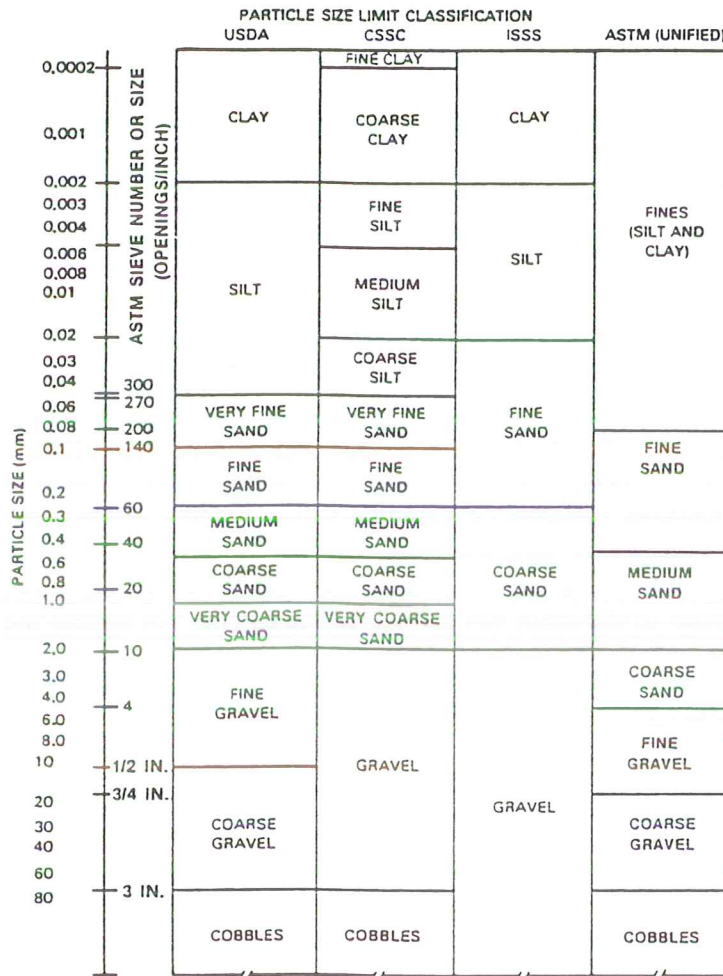 PARTICLE SIZE LIMIT CLASSIFICATION
USDA CSSC ISSS ASTM (UNIFIED)
PARTICLE SIZE (mm)
0.0002
0.001
0.002
0.003
0.004
0.006
0.008
0.01
0.02
0.03
0.04
0.06
0.08
0.1
0.2
0.3
0.4
0.6
0.8
1.0
2.0
3.0
4.0
6.0
8.0
10
20
30
40
60
80
ASTM SIEVE NUMBER OR SIZE
(OPENINGS/INCH)
300
270
200
140
60
40
20
10
4
1/2 IN.
3/4 IN.
3 IN.
CLAY
SILT
VERY FINE
SAND
FINE
SAND
MEDIUM
SAND
COARSE
SAND
VERY COARSE
SAND
FINE
GRAVEL
COARSE
GRAVEL
COBBLES
FINE CLAY
COARSE
CLAY
FINE
SILT
MEDIUM
SILT
COARSE
SILT
VERY FINE
SAND
FINE
SAND
MEDIUM
SAND
COARSE
SAND
VERY COARSE
SAND
GRAVEL
COBBLES
CLAY
SILT
FINE
SAND
COARSE
SAND
GRAVEL
FINES
(SILT AND
CLAY)
FINE
SAND
MEDIUM
SAND
COARSE
SAND
FINE
GRAVEL
COARSE
GRAVEL
COBBLES